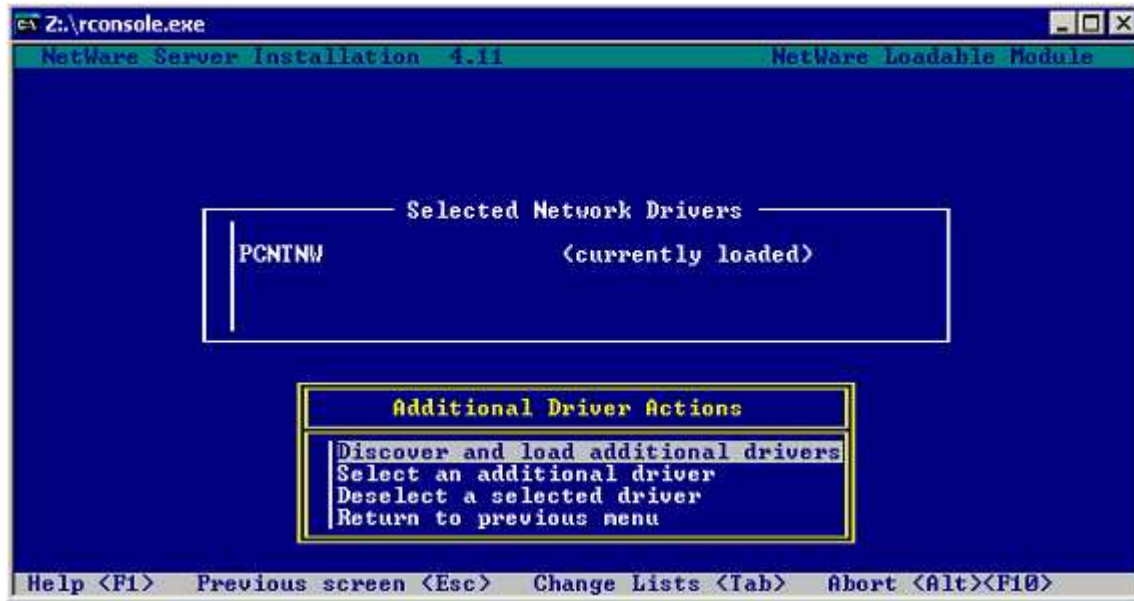 Z:.\rconsole.exe
NetWare Server Installation 4.11 NetWare Loadable Module
Selected Network Drivers
PCNTNW (currently loaded)
Additional Driver Actions
Discover and load additional drivers
Select an additional driver
Deselect a selected driver
Return to previous menu
Help <F1> Previous screen <Esc> Change Lists <Tab> Abort <Alt><F10>